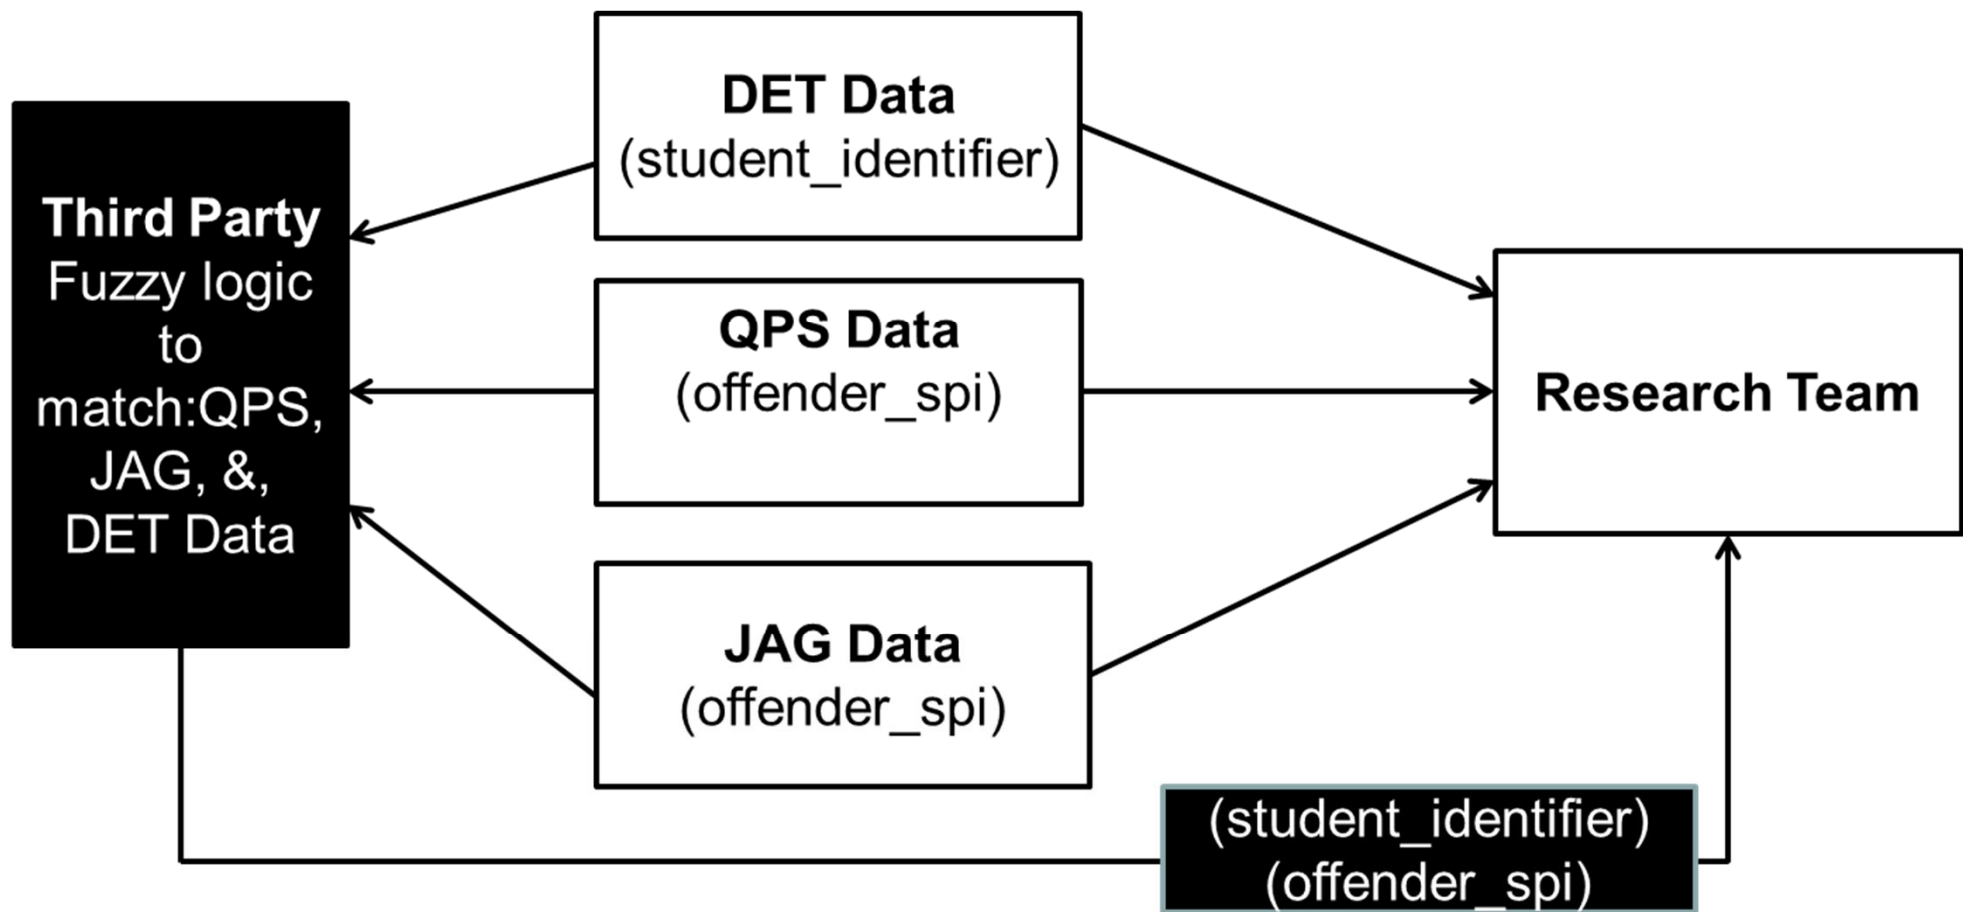 Third Party
Fuzzy logic
to
match:QPS,
JAG, &,
DET Data
DET Data
(student_identifier)
QPS Data
(offender_spi)
JAG Data
(offender_spi)
Research Team
(student_identifier)
(offender_spi)